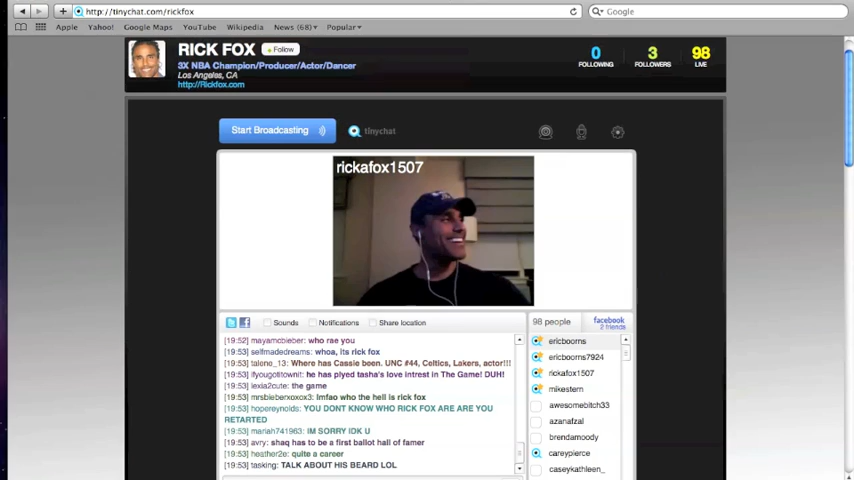 http://tinychat.com/rickfox
Google
Apple Yahoo! Google Maps YouTube Wikipedia News (68) Popular
RICK FOX
Follow
3X NBA Champion/Producer/Actor/Dancer
Los Angeles, CA
http://Rickfox.com
0 3 98
FOLLOWING FOLLOWERS LIVE
Start Broadcasting
tinychat
rickafox1507
Sounds Notifications Share location
98 people
facebook
2 friends
[19:52] mayamcbieber: who rae you
[19:53] selfmadedreams: whoa, its rick fox
[19:53] taleno_13: Where has Cassie been. UNC #44, Celtics, Lakers, actor!!!
[19:53] ifyougotitownit: he has plyed tasha's love intrest in The Game! DUH!
[19:53] lexia2cute: the game
[19:53] mrsbieberxoxc3: lmfao who the hell is rick fox
[19:53] hopereynolds: YOU DONT KNOW WHO RICK FOX ARE ARE YOU
RETARTED
[19:53] mariah741963: IM SORRY IDK U
[19:53] avry: shaq has to be a first ballot hall of famer
[19:53] heather2e: quite a career
[19:53] tasking: TALK ABOUT HIS BEARD LOL
ericboorns
ericboorns7924
rickafox1507
mikestern
awesomebitch33
azanafzal
brendamoody
careypierce
caseykathleen_